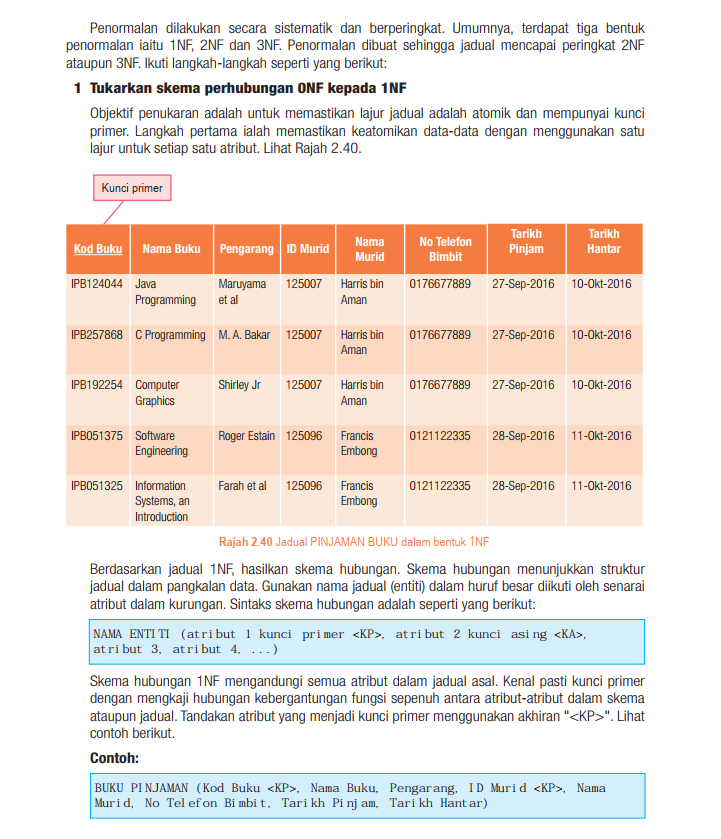 Penormalan dilakukan secara sistematik dan berperingkat. Umumnya, terdapat tiga bentuk
penormalan iaitu 1NF, 2NF dan 3NF. Penormalan dibuat sehingga jadual mencapai peringkat 2NF
ataupun 3NF. Ikuti langkah-langkah seperti yang berikut:
1 Tukarkan skema perhubungan 0NF kepada 1NF
Objektif penukaran adalah untuk memastikan lajur jadual adalah atomik dan mempunyai kunci
primer. Langkah pertama ialah memastikan keatomikan data-data dengan menggunakan satu
lajur untuk setiap satu atribut. Lihat Rajah 2.40.
Kunci primer
Kod Buku Nama Buku Pengarang ID Murid Nama Murid No Telefon Bimbit Tarikh Pinjam Tarikh Hantar
IPB124044 Java Programming Maruyama et al 125007 Harris bin Aman 0176677889 27-Sep-2016 10-Okt-2016
IPB257868 C Programming M. A. Bakar 125007 Harris bin Aman 0176677889 27-Sep-2016 10-Okt-2016
IPB192254 Computer Graphics Shirley Jr 125007 Harris bin Aman 0176677889 27-Sep-2016 10-Okt-2016
IPB051375 Software Engineering Roger Estain 125096 Francis Embong 0121122335 28-Sep-2016 11-Okt-2016
IPB051325 Information Systems, an Introduction Farah et al 125096 Francis Embong 0121122335 28-Sep-2016 11-Okt-2016
Rajah 2.40 Jadual PINJAMAN BUKU dalam bentuk 1NF
Berdasarkan jadual 1NF, hasilkan skema hubungan. Skema hubungan menunjukkan struktur
jadual dalam pangkalan data. Gunakan nama jadual (entiti) dalam huruf besar diikuti oleh senarai
atribut dalam kurungan. Sintaks skema hubungan adalah seperti yang berikut:
NAMA ENTITI (atribut 1 kunci primer <KP>, atribut 2 kunci asing <KA>,
atribut 3, atribut 4, ...)
Skema hubungan 1NF mengandungi semua atribut dalam jadual asal. Kenal pasti kunci primer
dengan mengkaji hubungan kebergantungan fungsi sepenuh antara atribut-atribut dalam skema
ataupun jadual. Tandakan atribut yang menjadi kunci primer menggunakan akhiran "<KP>". Lihat
contoh berikut.
Contoh:
BUKU PINJAMAN (Kod Buku <KP>, Nama Buku, Pengarang, ID Murid <KP>, Nama
Murid, No Telefon Bimbit, Tarikh Pinjam, Tarikh Hantar)